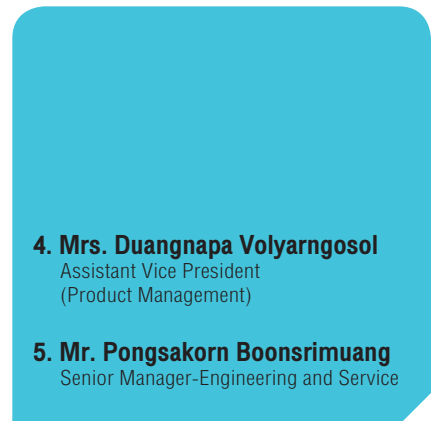 4. Mrs. Duangnapa Volyarngosol
Assistant Vice President
(Product Management)
5. Mr. Pongsakorn Boonsrimuang
Senior Manager-Engineering and Service